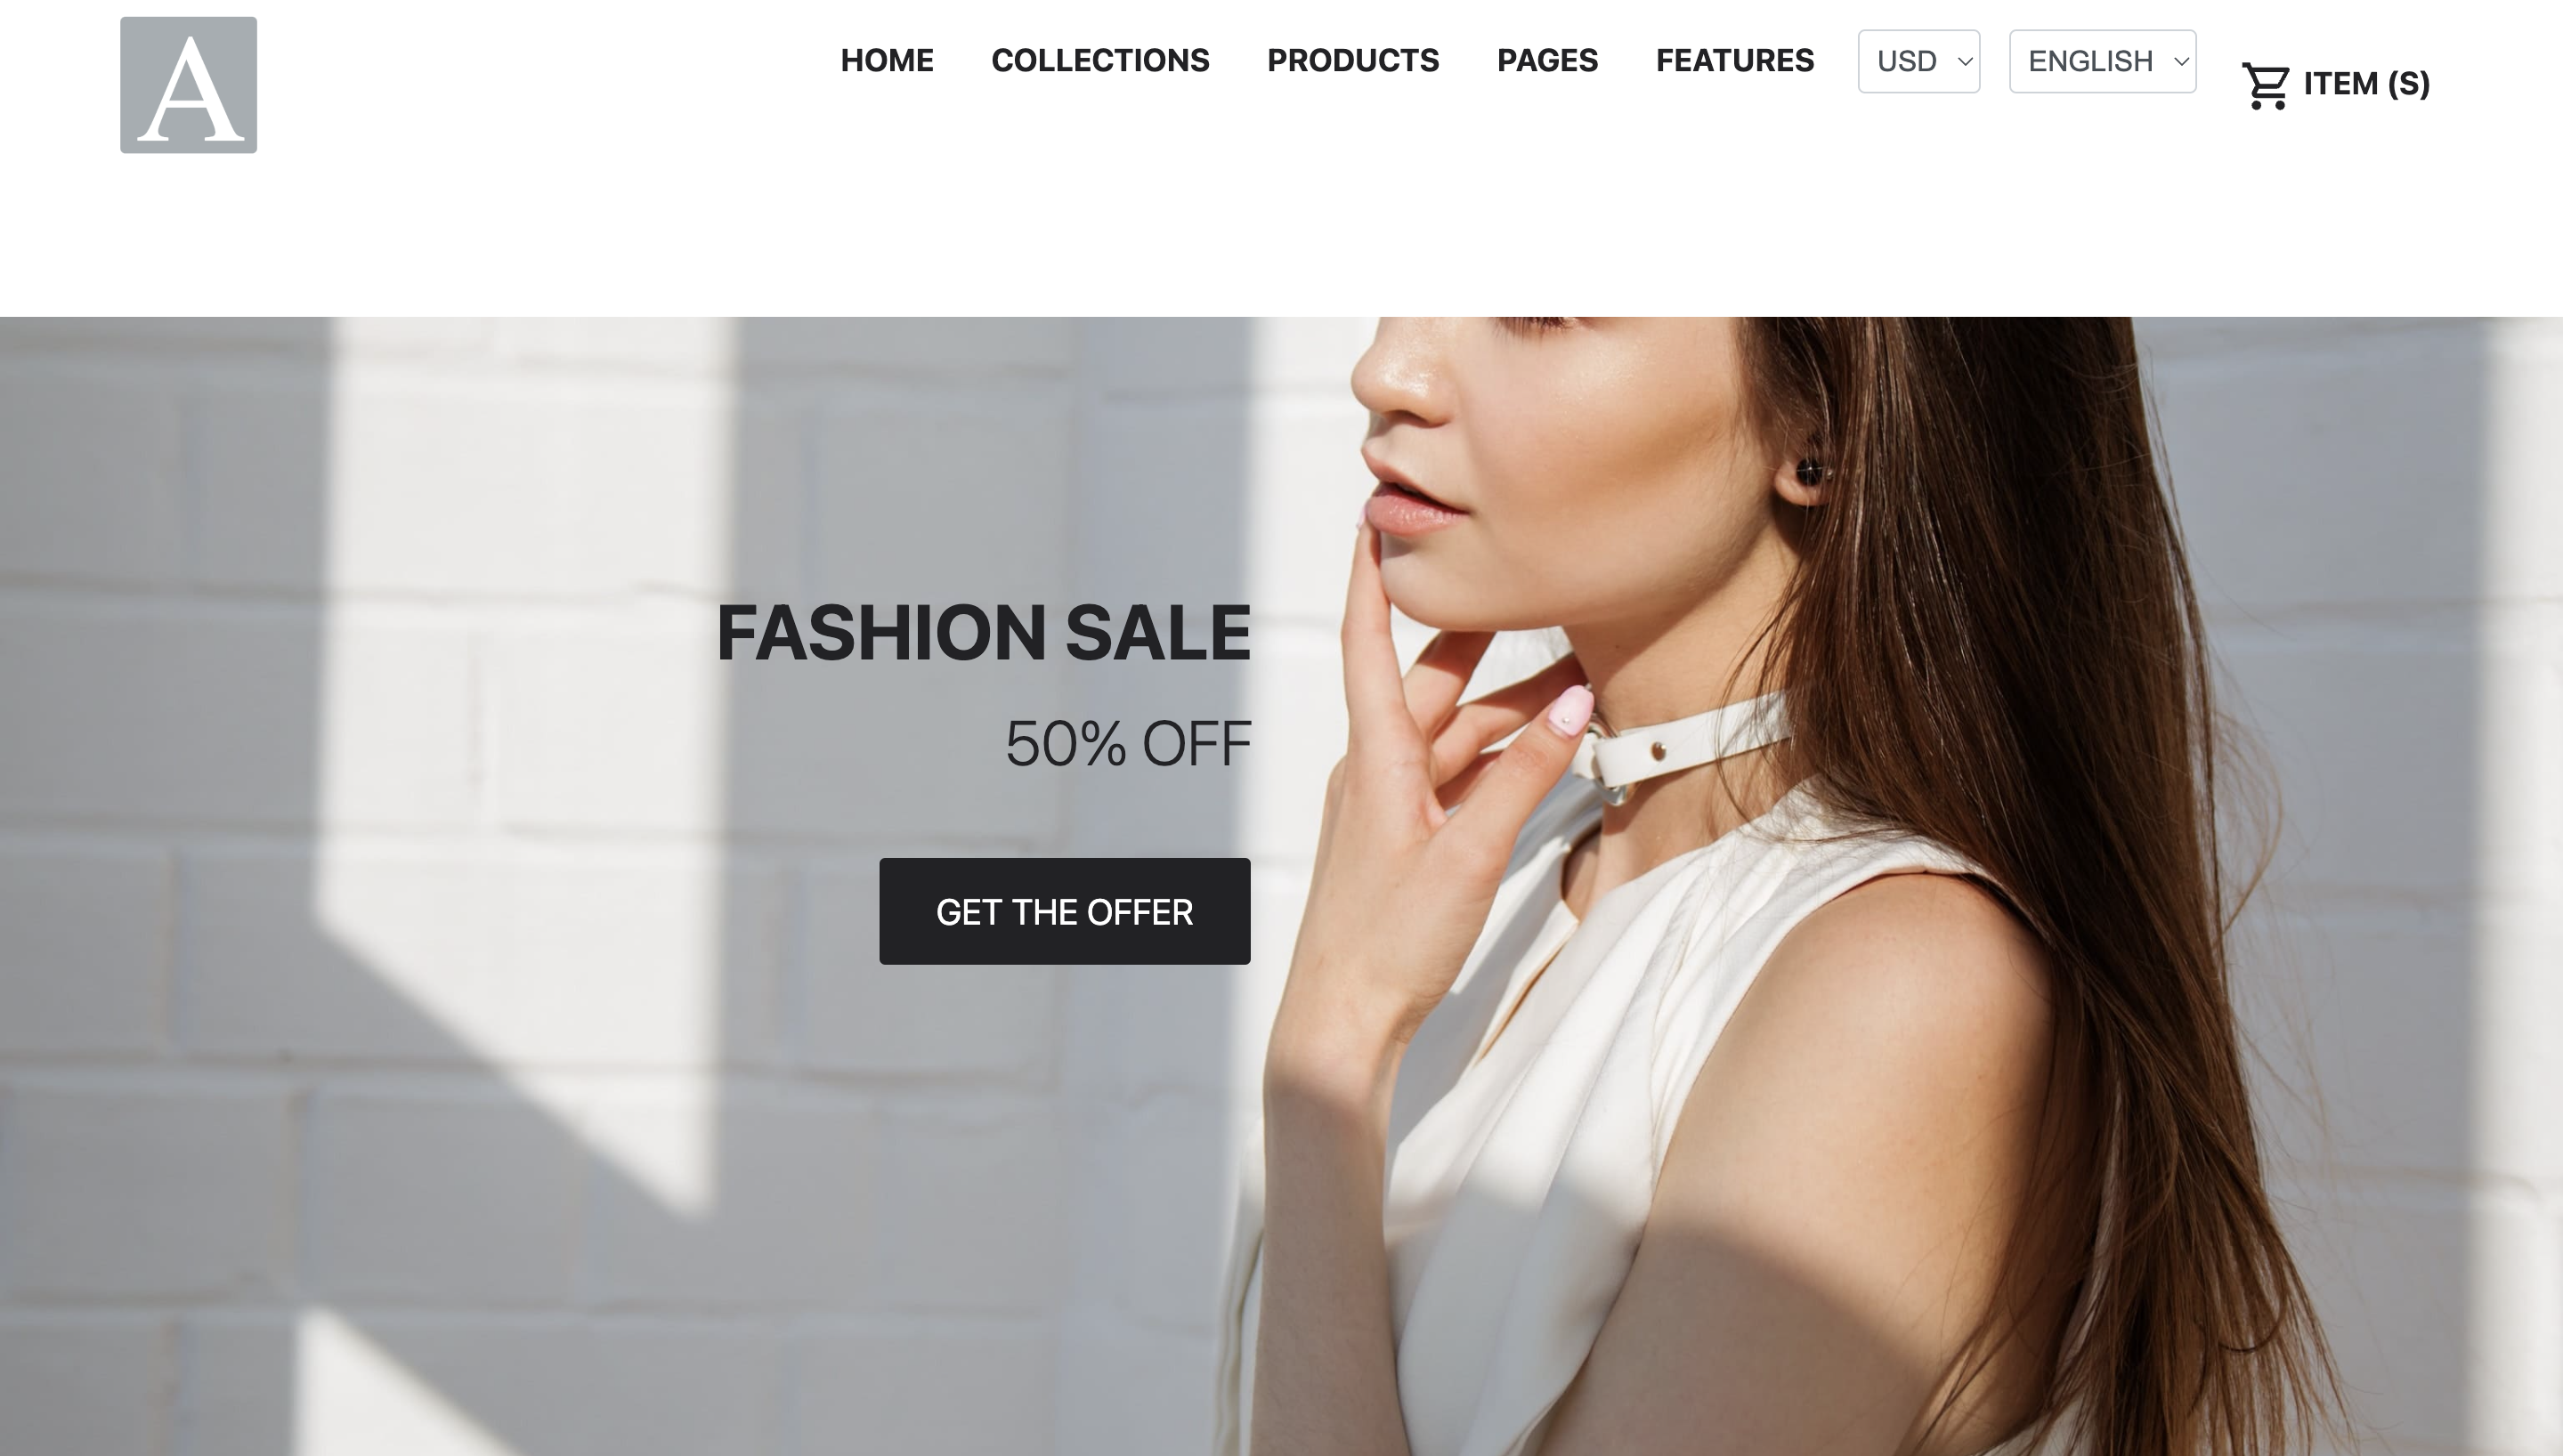 A
HOME COLLECTIONS PRODUCTS PAGES FEATURES USD ENGLISH ITEM (S)
FASHION SALE
50% OFF
GET THE OFFER